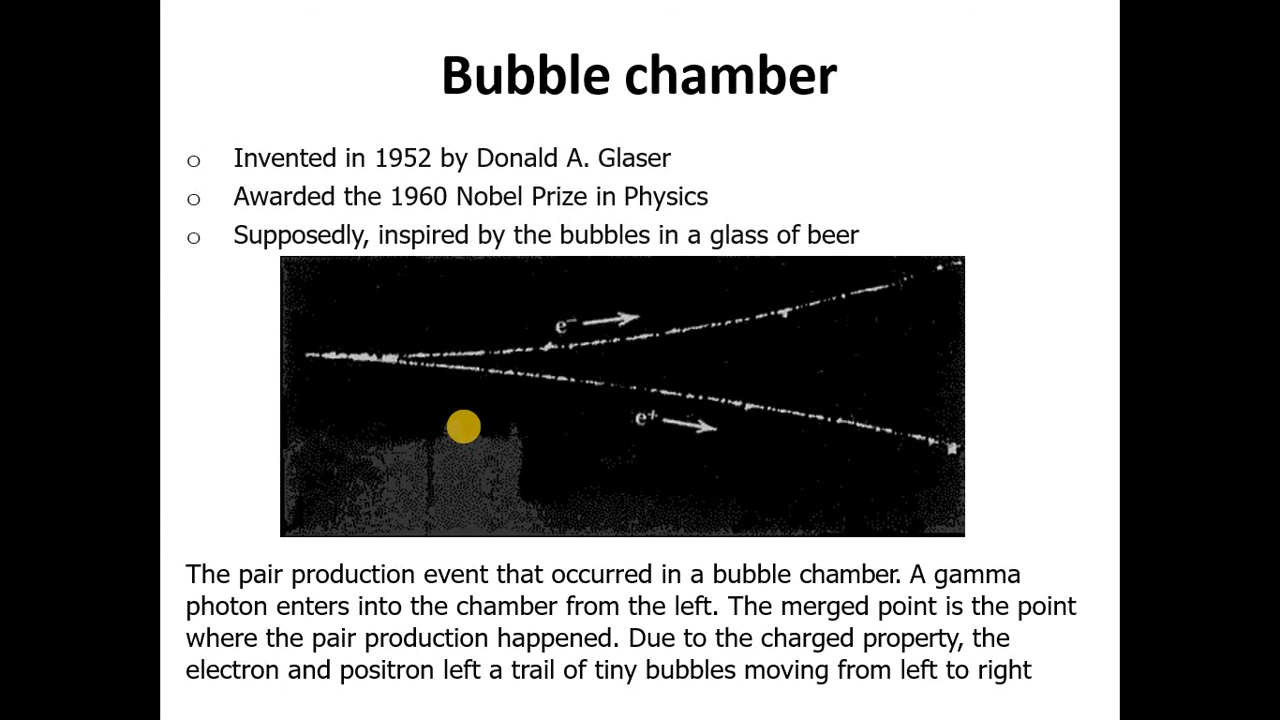 Bubble chamber
o Invented in 1952 by Donald A. Glaser
o Awarded the 1960 Nobel Prize in Physics
o Supposedly, inspired by the bubbles in a glass of beer
e⁻
e⁺
The pair production event that occurred in a bubble chamber. A gamma
photon enters into the chamber from the left. The merged point is the point
where the pair production happened. Due to the charged property, the
electron and positron left a trail of tiny bubbles moving from left to right